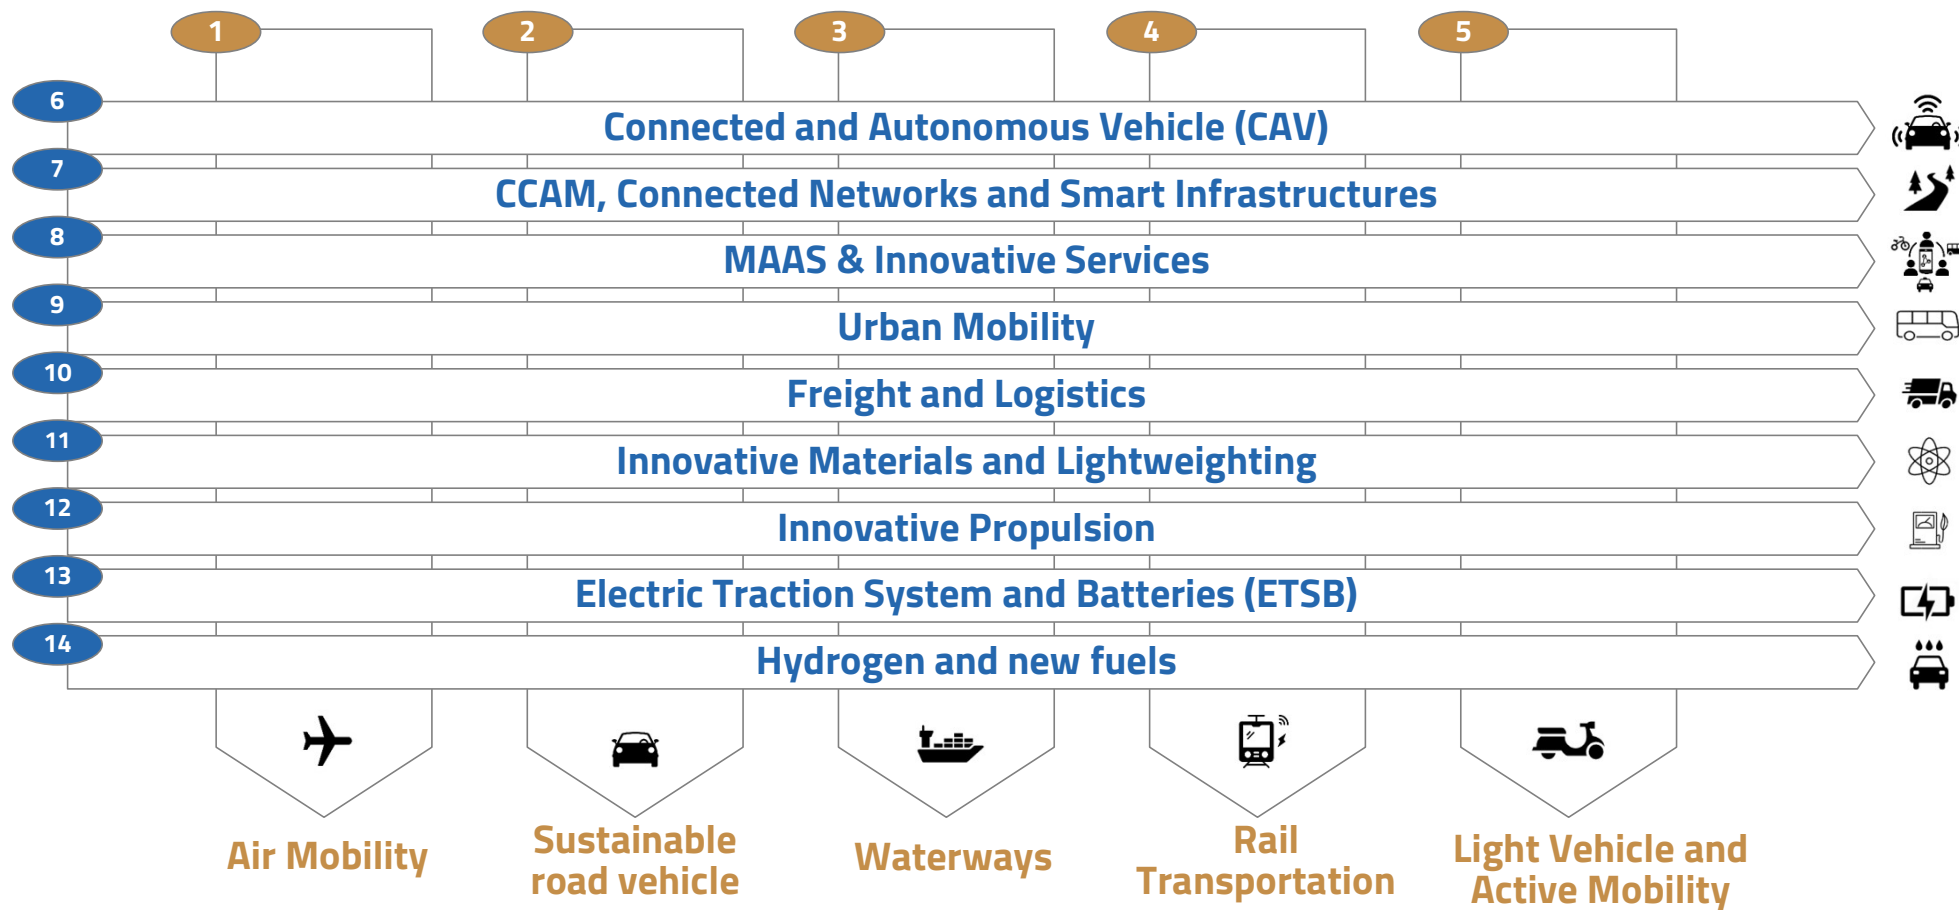 1 2 3 4 5
6
Connected and Autonomous Vehicle (CAV)
7
CCAM, Connected Networks and Smart Infrastructures
8
MAAS & Innovative Services
9
Urban Mobility
10
Freight and Logistics
11
Innovative Materials and Lightweighting
12
Innovative Propulsion
13
Electric Traction System and Batteries (ETSB)
14
Hydrogen and new fuels
Air Mobility
Sustainable
road vehicle
Waterways
Rail
Transportation
Light Vehicle and
Active Mobility